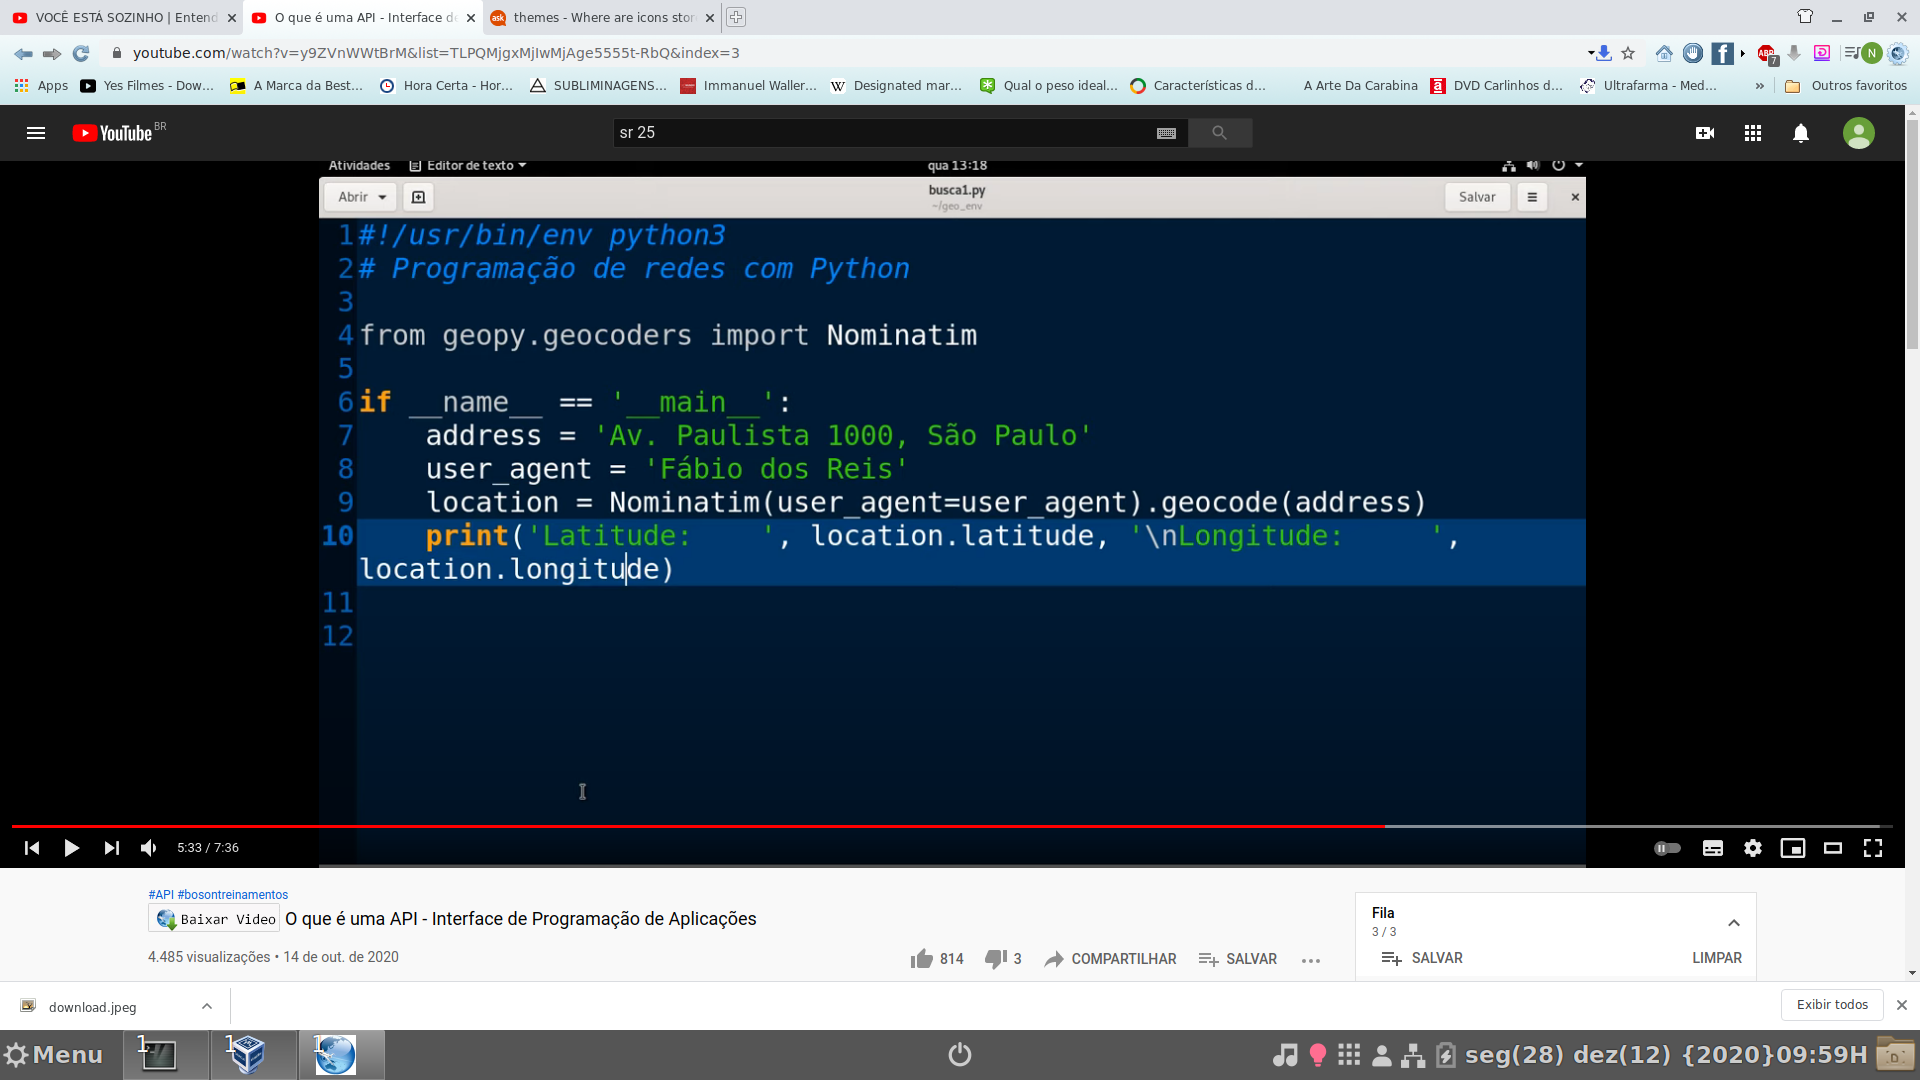 VOCÊ ESTÁ SOZINHO | Entend
O que é uma API - Interface de
themes - Where are icons stor
youtube.com/watch?v=y9ZVnWWtBrM&list=TLPQMjgxMjIwMjAge5555t-RbQ&index=3
ABP 7
N
Apps
Yes Filmes - Dow...
A Marca da Best...
Hora Certa - Hor...
SUBLIMINAGENS...
Immanuel Waller...
Designated mar...
Qual o peso ideal...
Características d...
A Arte Da Carabina
DVD Carlinhos d...
Ultrafarma - Med...
»
Outros favoritos
YouTube BR
sr 25
Atividades
Editor de texto
qua 13:18
Abrir
busca1.py
~/geo_env
Salvar
1 #!/usr/bin/env python3
2 # Programação de redes com Python
3
4 from geopy.geocoders import Nominatim
5
6 if __name__ == '__main__':
7     address = 'Av. Paulista 1000, São Paulo'
8     user_agent = 'Fábio dos Reis'
9     location = Nominatim(user_agent=user_agent).geocode(address)
10     print('Latitude:    ', location.latitude, '\nLongitude:     ',
location.longitude)
11
12
5:33 / 7:36
#API #bosontreinamentos
Baixar Video
O que é uma API - Interface de Programação de Aplicações
4.485 visualizações • 14 de out. de 2020
814
3
COMPARTILHAR
SALVAR
...
Fila
3 / 3
SALVAR
LIMPAR
download.jpeg
Exibir todos
Menu
1
1
1
seg(28) dez(12) {2020}09:59H
D